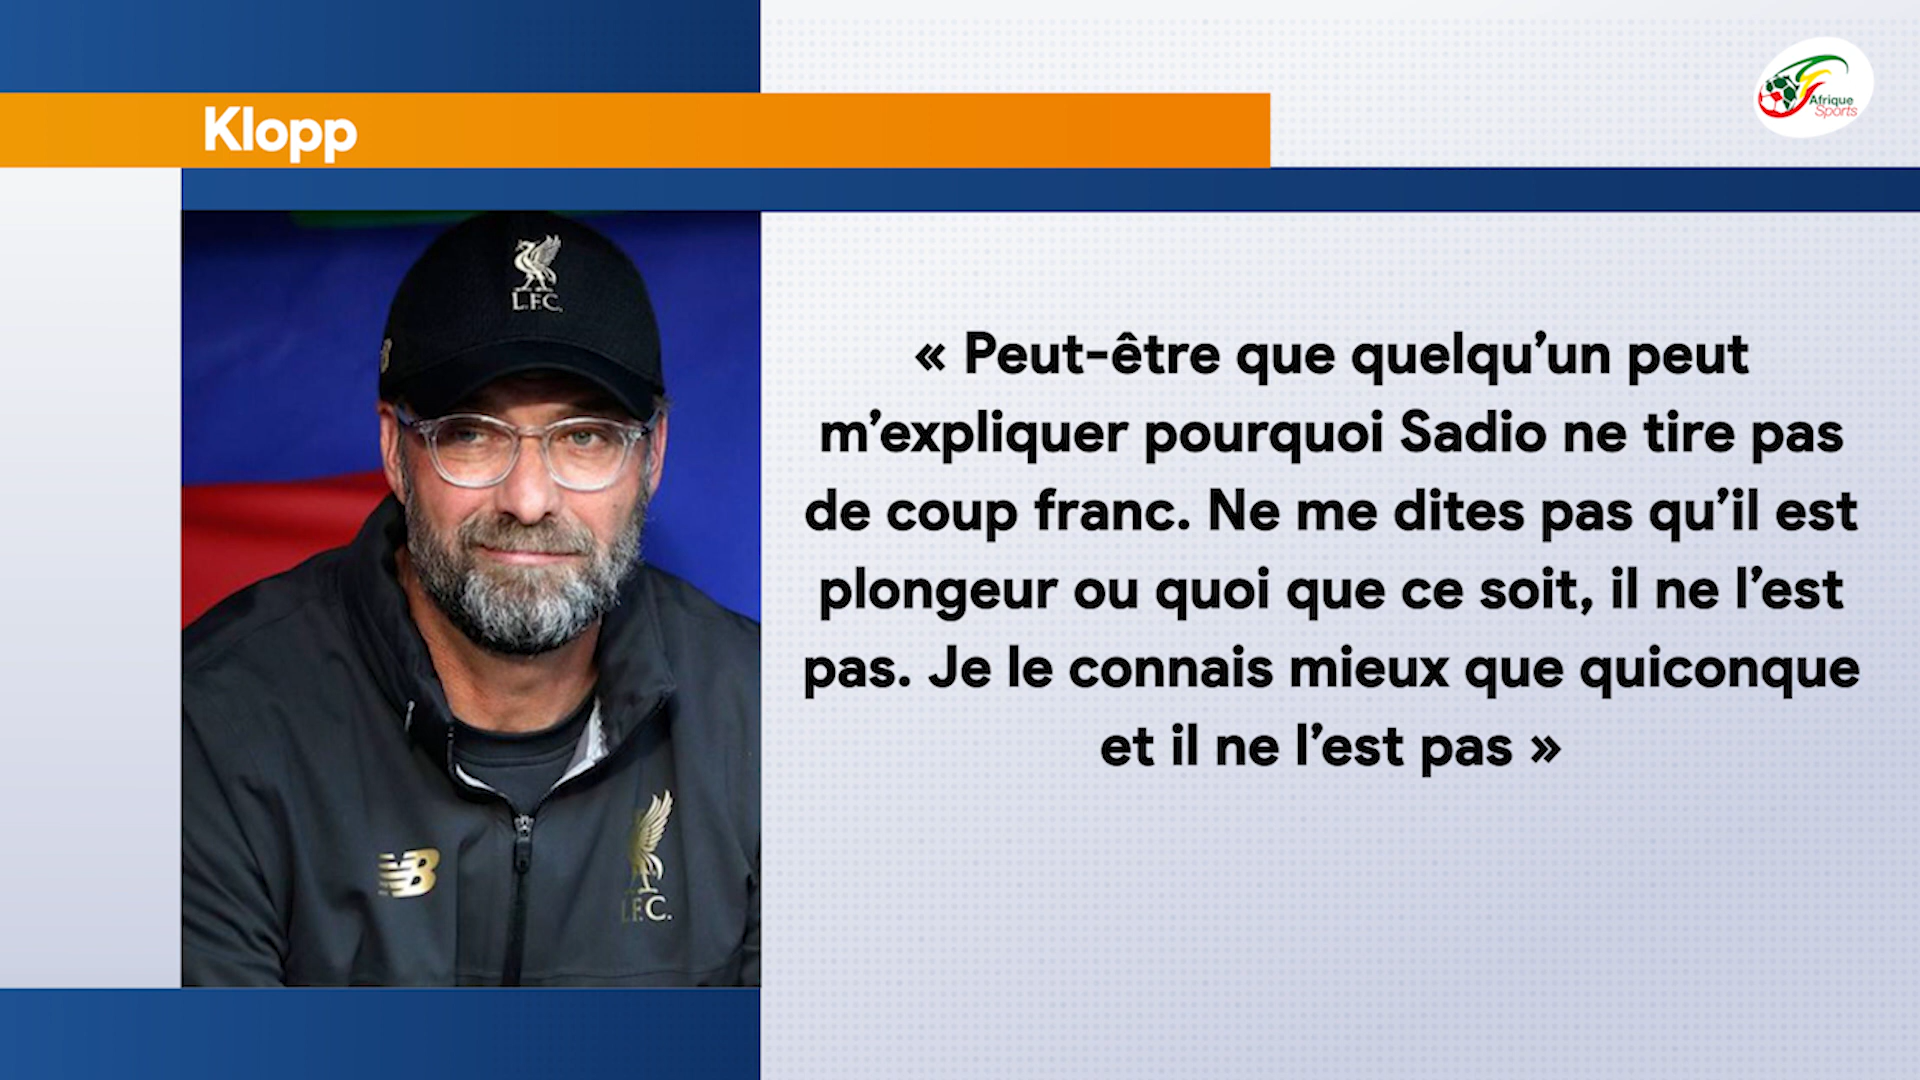 Klopp
Afrique
Sports
L.F.C.
« Peut-être que quelqu’un peut
m’expliquer pourquoi Sadio ne tire pas
de coup franc. Ne me dites pas qu’il est
plongeur ou quoi que ce soit, il ne l’est
pas. Je le connais mieux que quiconque
et il ne l’est pas »
NB
L.F.C.